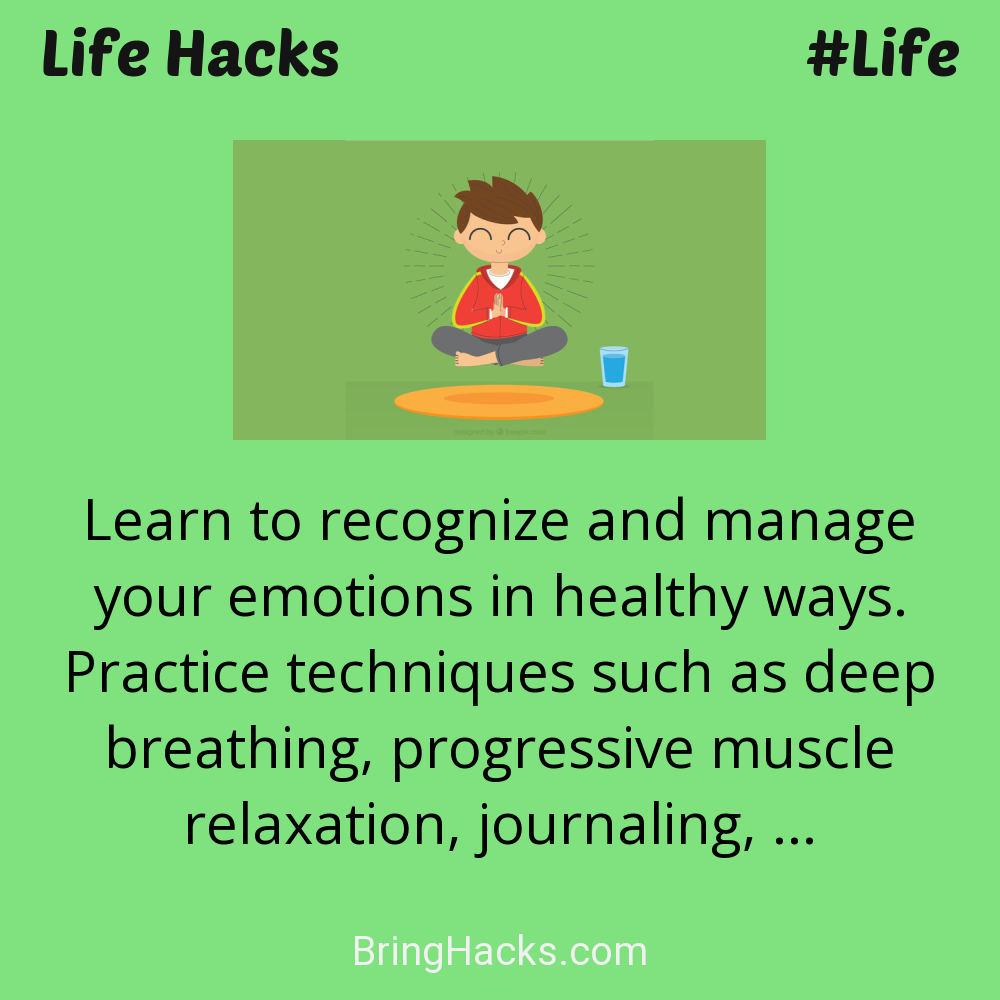 Life Hacks #Life
Learn to recognize and manage
your emotions in healthy ways.
Practice techniques such as deep
breathing, progressive muscle
relaxation, journaling, ...
BringHacks.com